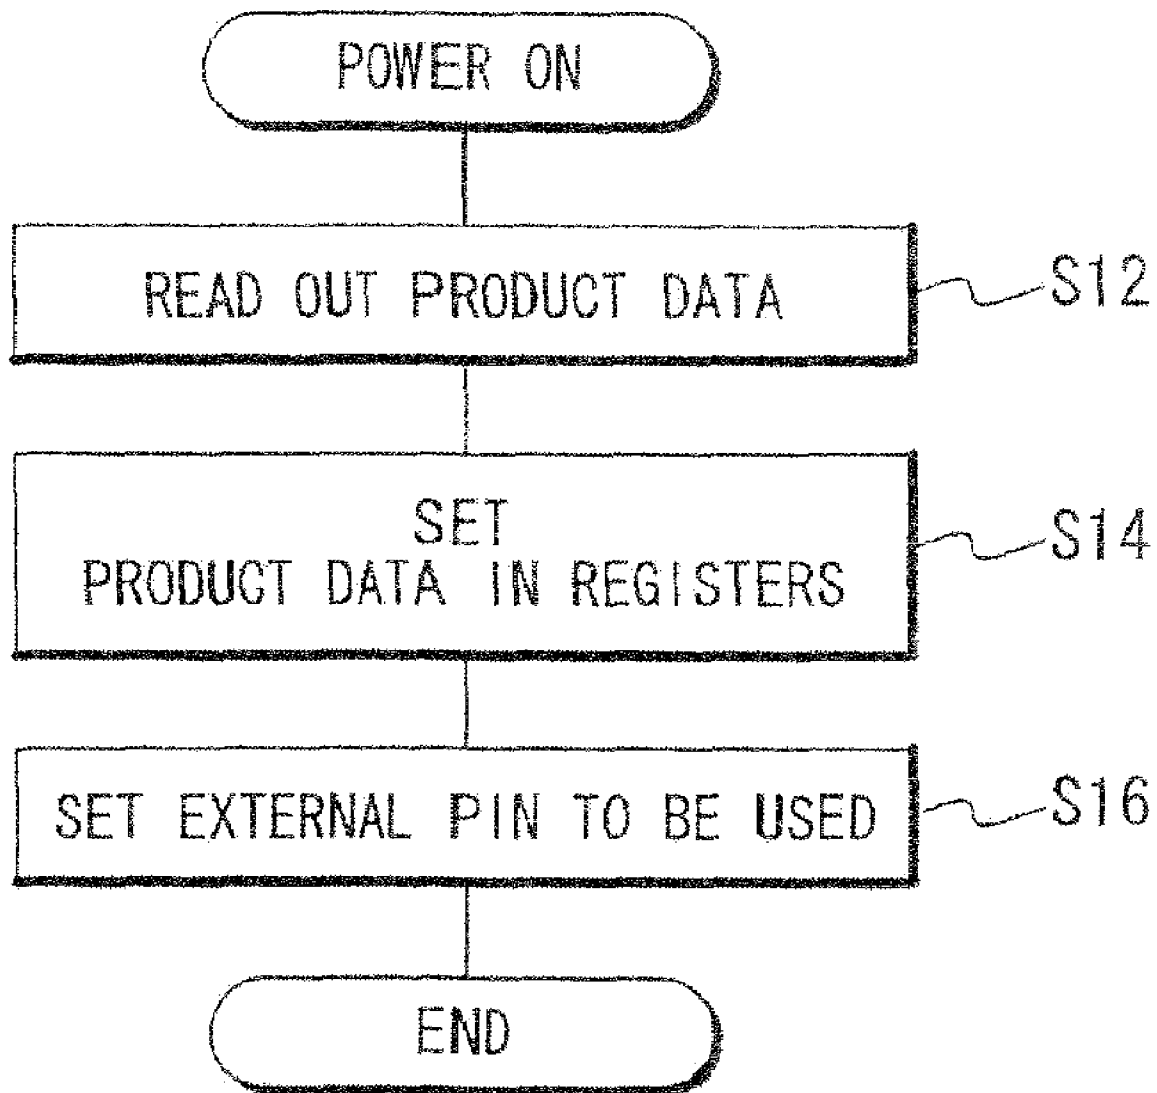 POWER ON
READ OUT PRODUCT DATA
S12
SET
PRODUCT DATA IN REGISTERS
S14
SET EXTERNAL PIN TO BE USED
S16
END